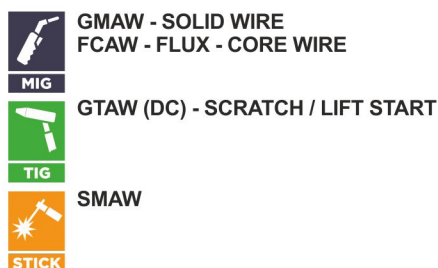 GMAW - SOLID WIRE
FCAW - FLUX - CORE WIRE
MIG
GTAW (DC) - SCRATCH / LIFT START
TIG
SMAW
STICK